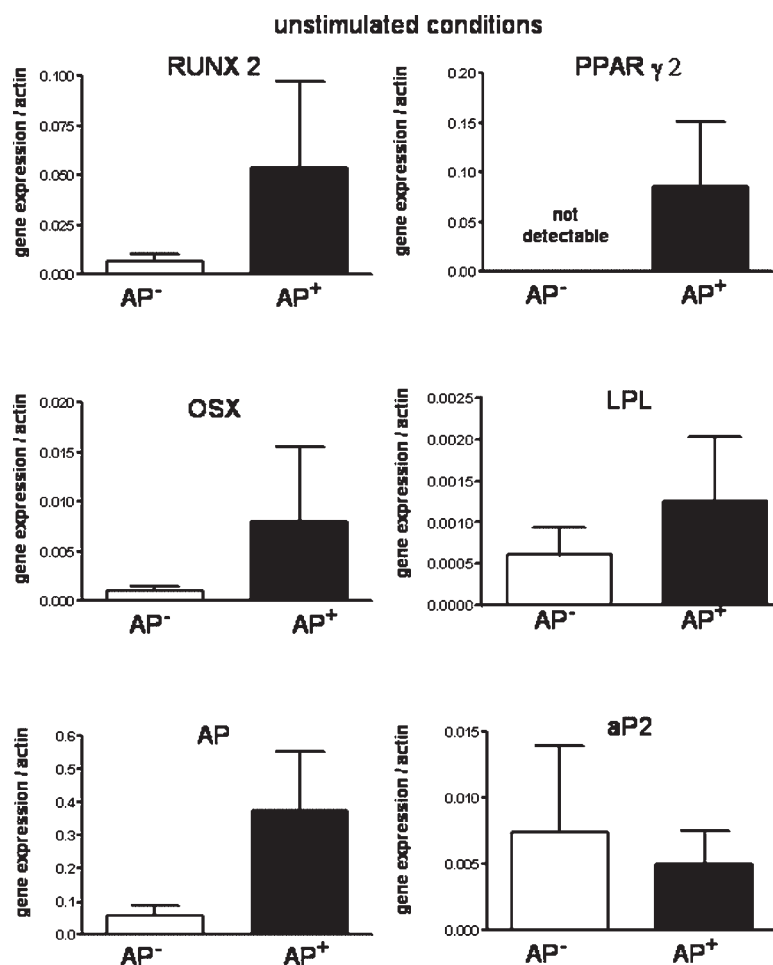 unstimulated conditions
RUNX 2
gene expression / actin
0.100
0.075
0.050
0.025
0.000
AP⁻
AP⁺
PPAR γ 2
gene expression / actin
0.20
0.15
0.10
0.05
0.00
not
detectable
AP⁻
AP⁺
OSX
gene expression / actin
0.020
0.015
0.010
0.005
0.000
AP⁻
AP⁺
LPL
gene expression / actin
0.0025
0.0020
0.0015
0.0010
0.0005
0.0000
AP⁻
AP⁺
AP
gene expression / actin
0.6
0.5
0.4
0.3
0.2
0.1
0.0
AP⁻
AP⁺
aP2
gene expression / actin
0.015
0.010
0.005
0.000
AP⁻
AP⁺